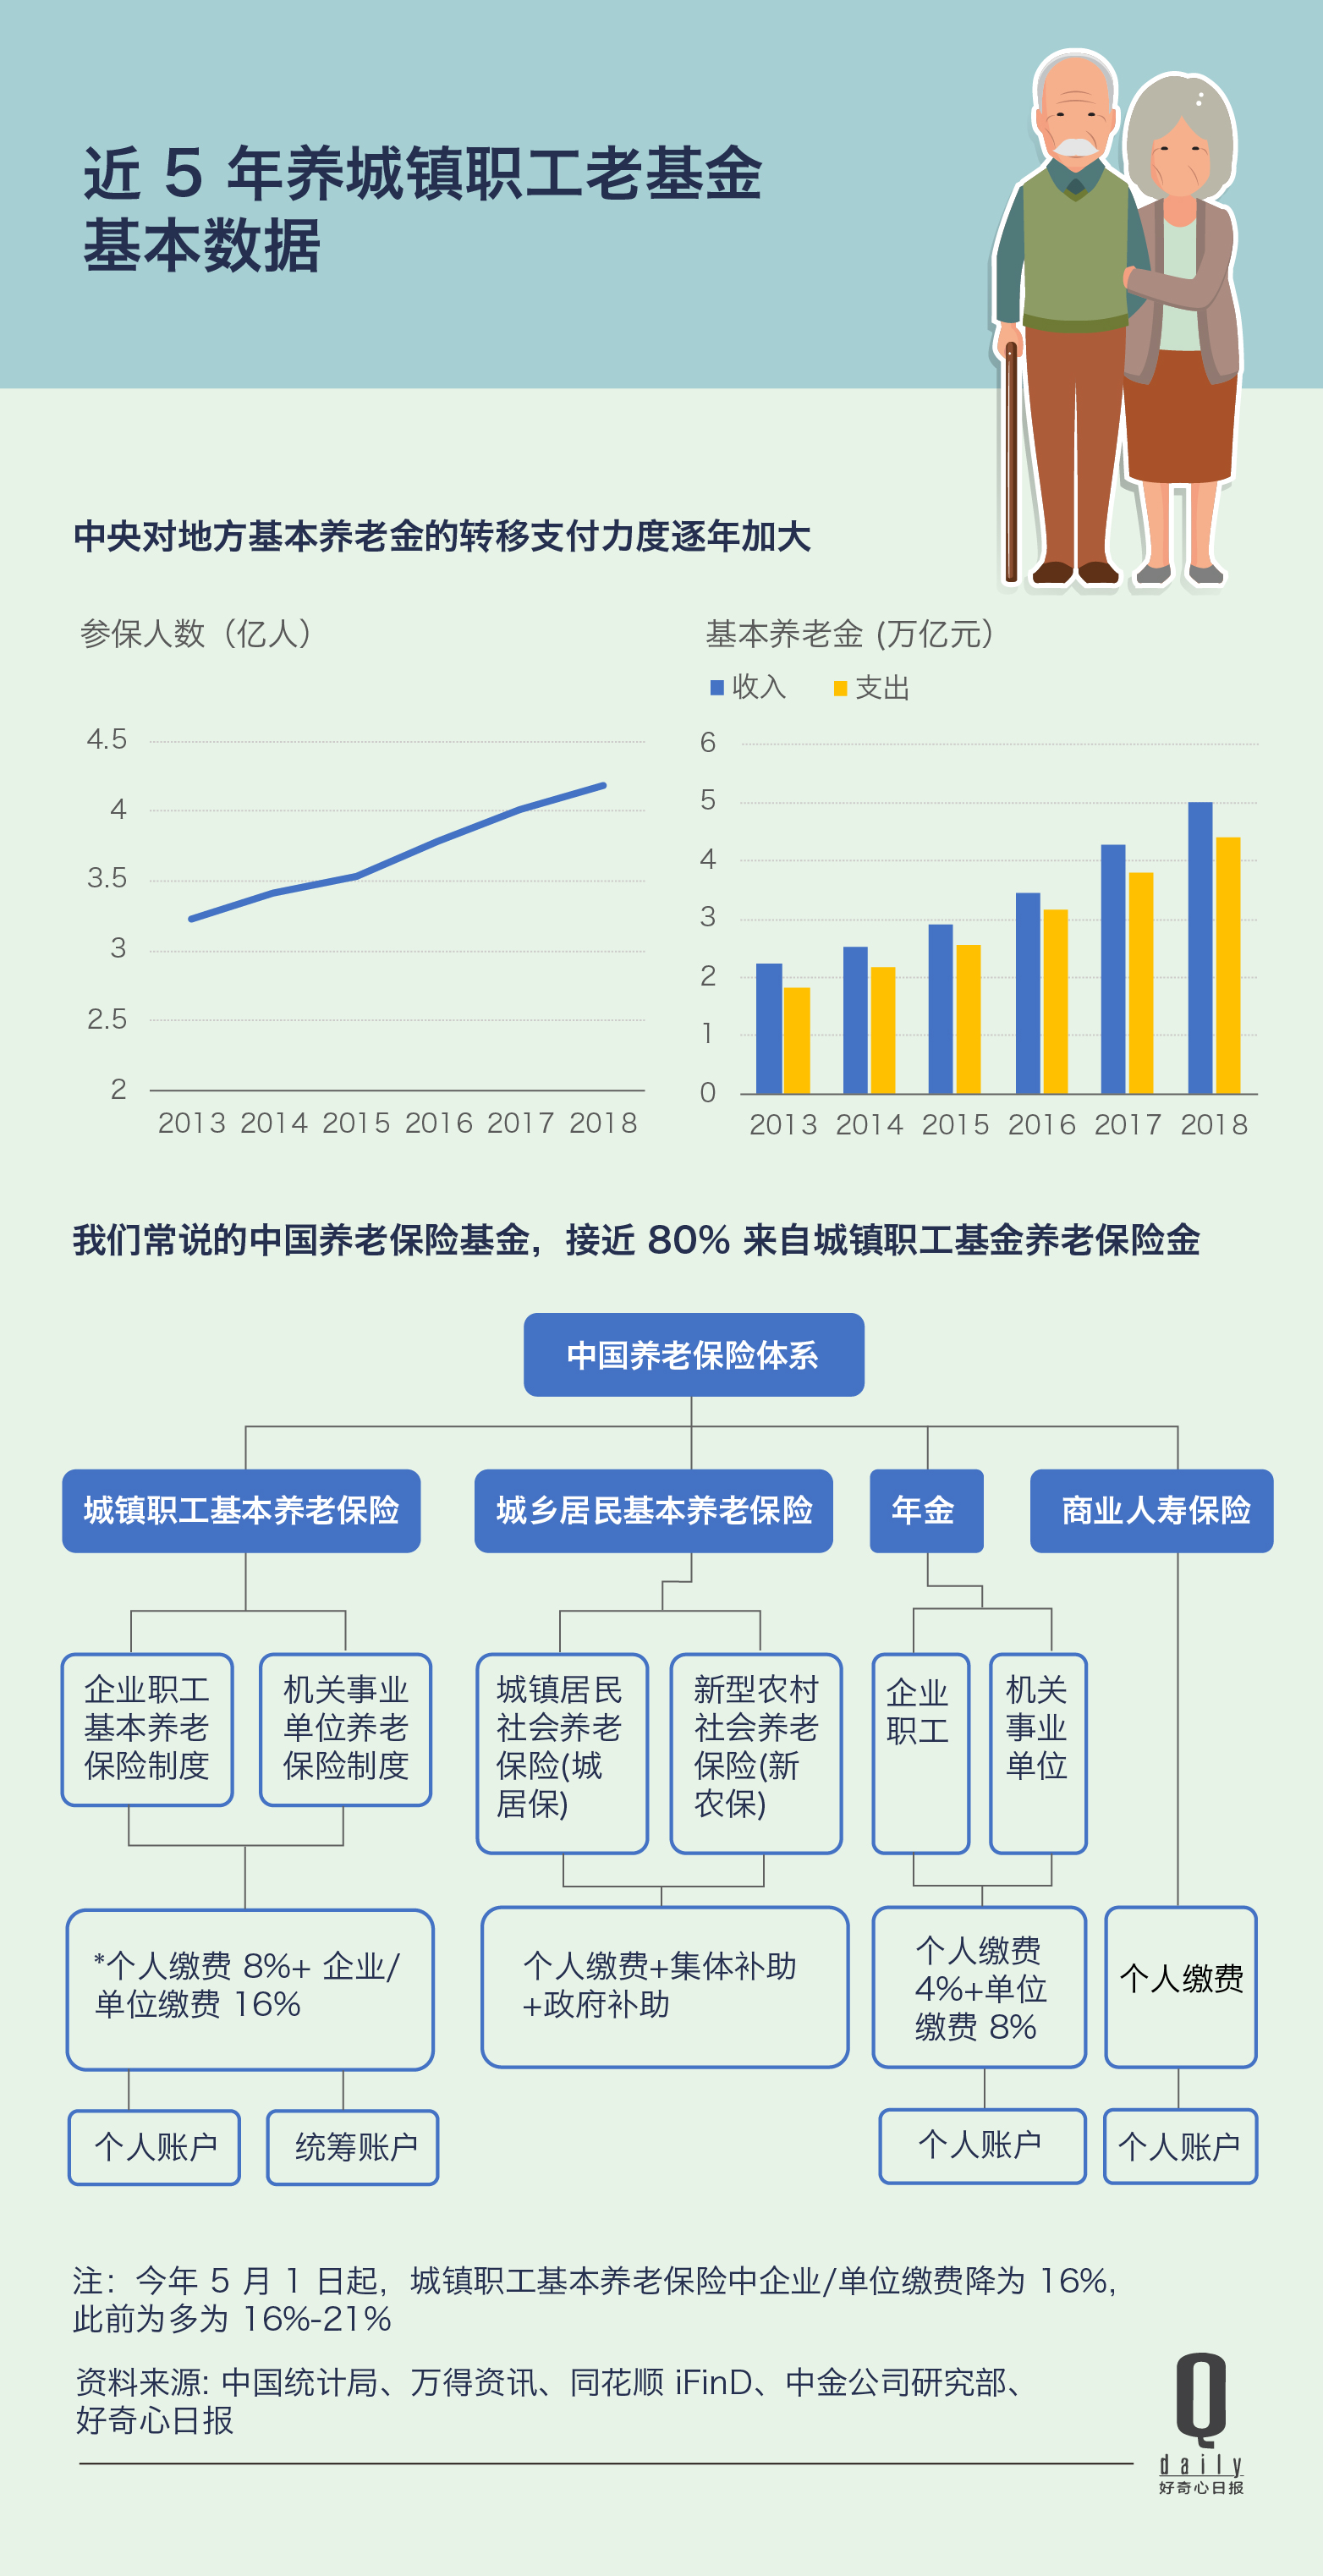 近 5 年养城镇职工老基金
基本数据
中央对地方基本养老金的转移支付力度逐年加大
参保人数（亿人）
4.5
4
3.5
3
2.5
2
2013 2014 2015 2016 2017 2018
基本养老金 (万亿元)
收入 支出
6
5
4
3
2
1
0
2013 2014 2015 2016 2017 2018
我们常说的中国养老保险基金，接近 80% 来自城镇职工基金养老保险金
中国养老保险体系
城镇职工基本养老保险
城乡居民基本养老保险
年金
商业人寿保险
企业职工
基本养老
保险制度
机关事业
单位养老
保险制度
城镇居民
社会养老
保险(城
居保)
新型农村
社会养老
保险(新
农保)
企业
职工
机关
事业
单位
*个人缴费 8%+ 企业/
单位缴费 16%
个人缴费+集体补助
+政府补助
个人缴费
4%+单位
缴费 8%
个人缴费
个人账户
统筹账户
个人账户
个人账户
注：今年 5 月 1 日起，城镇职工基本养老保险中企业/单位缴费降为 16%，
此前为多为 16%-21%
资料来源: 中国统计局、万得资讯、同花顺 iFinD、中金公司研究部、
好奇心日报
Q
daily
好奇心日报